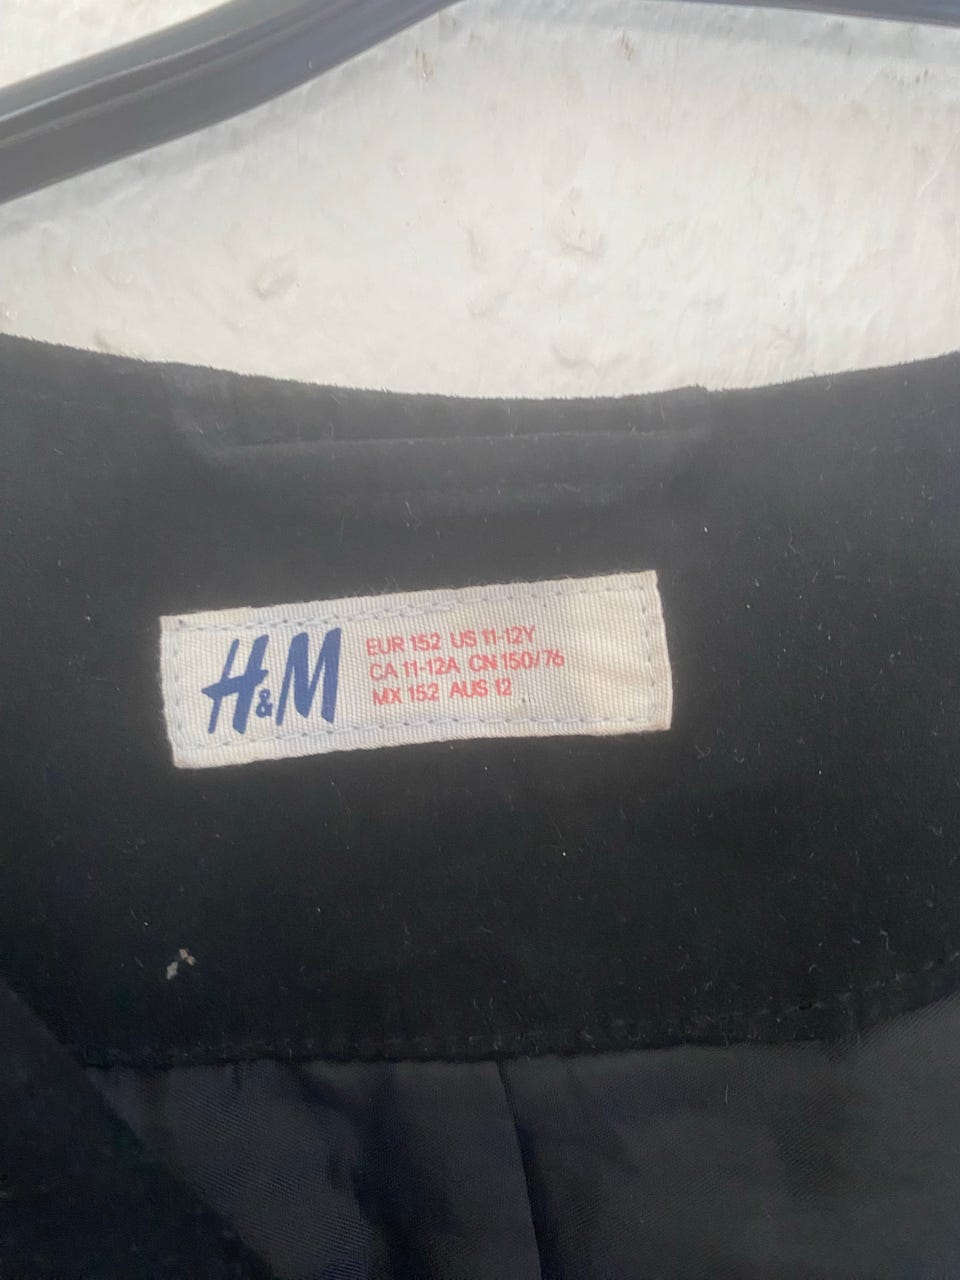 H&M
EUR 152 US 11-12Y
CA 11-12A CN 150/76
MX 152 AUS 12